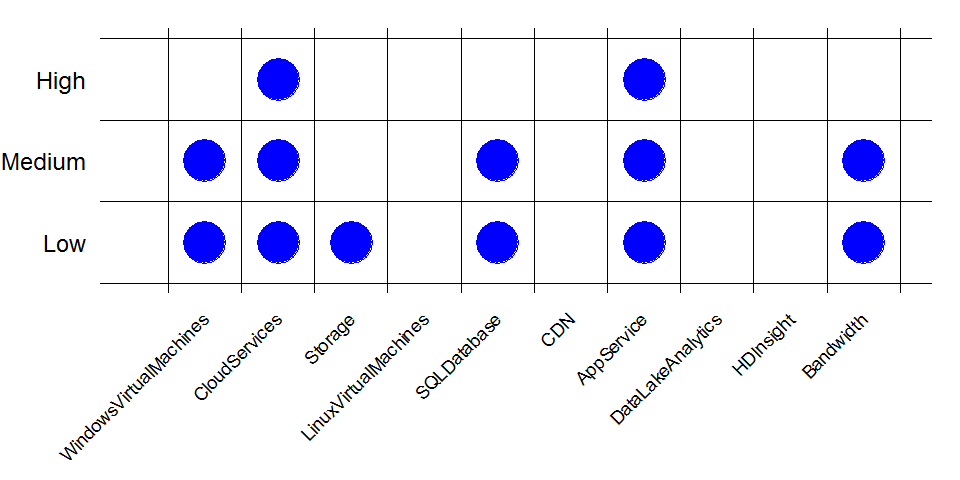 High
Medium
Low
WindowsVirtualMachines
CloudServices
Storage
LinuxVirtualMachines
SQLDatabase
CDN
AppService
DataLakeAnalytics
HDInsight
Bandwidth